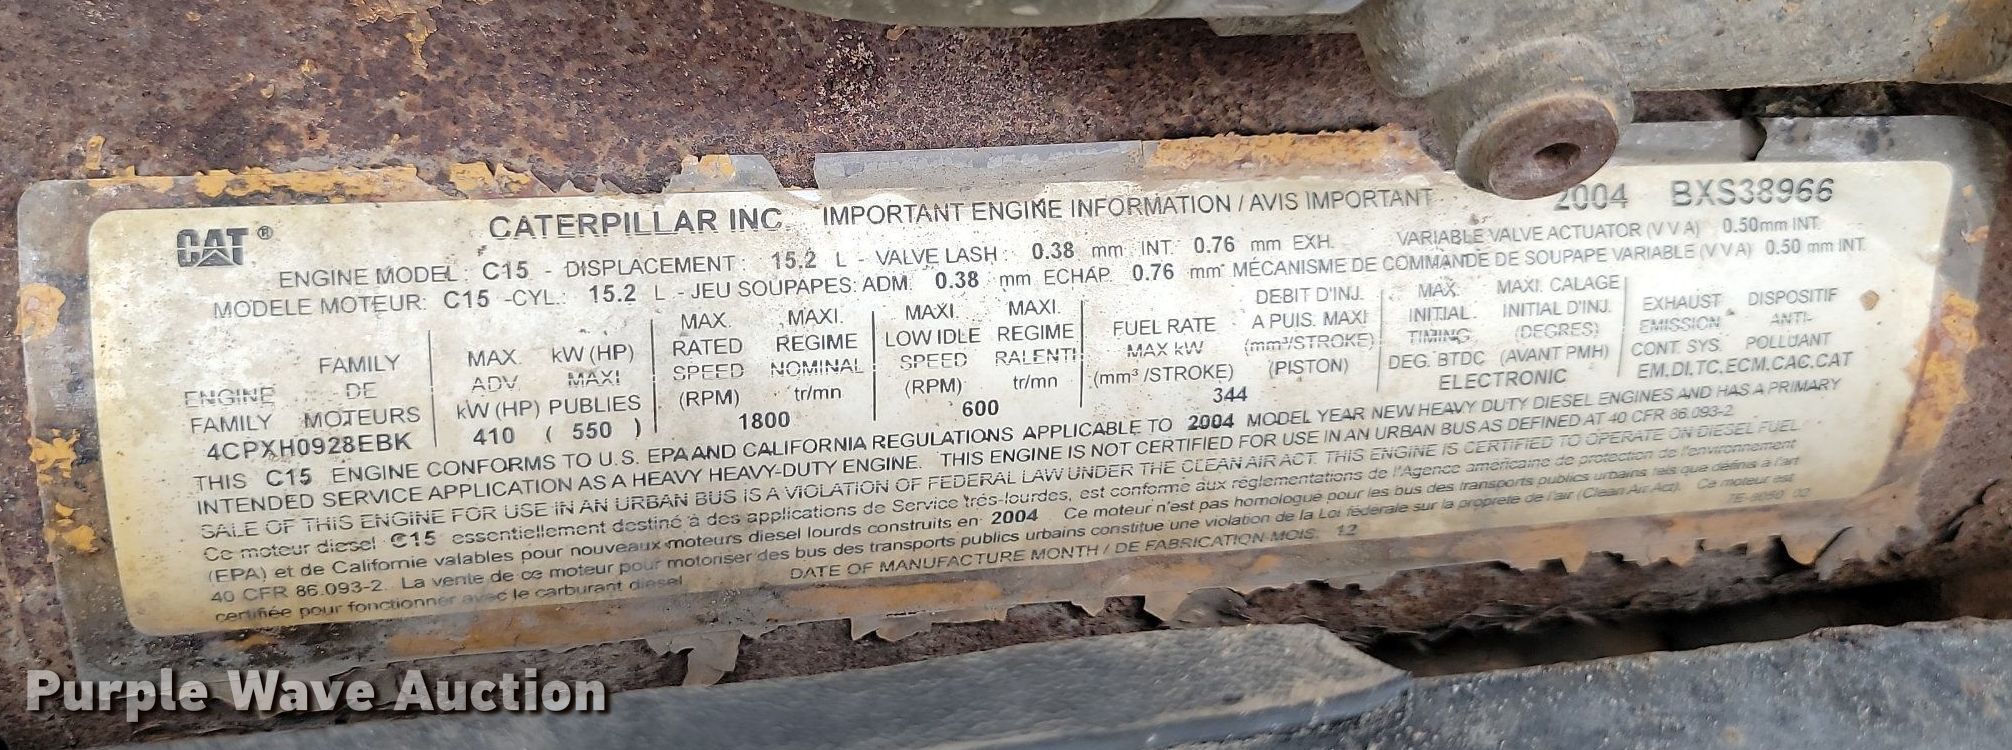 CAT® CATERPILLAR INC. IMPORTANT ENGINE INFORMATION / AVIS IMPORTANT 2004 BXS38966
ENGINE MODEL: C15 - DISPLACEMENT: 15.2 L - VALVE LASH: 0.38 mm INT. 0.76 mm EXH. VARIABLE VALVE ACTUATOR (V V A) 0.50mm INT.
MODELE MOTEUR: C15 -CYL.: 15.2 L - JEU SOUPAPES: ADM. 0.38 mm ECHAP. 0.76 mm MÉCANISME DE COMMANDE DE SOUPAPE VARIABLE (V V A) 0.50 mm INT.
ENGINE FAMILY
FAMILY DE MOTEURS
4CPXH0928EBK
MAX. ADV kW (HP)
kW (HP) MAXI PUBLIES
410 ( 550 )
MAX. RATED SPEED (RPM)
MAXI. REGIME NOMINAL tr/mn
1800
MAXI LOW IDLE SPEED (RPM)
MAXI. REGIME RALENTI tr/mn
600
FUEL RATE MAX kW (mm³/STROKE)
DEBIT D'INJ. A PUIS. MAXI (mm³/STROKE) (PISTON)
344
MAX. INITIAL TIMING DEG. BTDC
MAXI. CALAGE INITIAL D'INJ. (DEGRES) (AVANT PMH)
ELECTRONIC
EXHAUST EMISSION CONT. SYS.
DISPOSITIF ANTI-POLLUANT
EM.DI.TC.ECM.CAC.CAT
THIS C15 ENGINE CONFORMS TO U.S. EPA AND CALIFORNIA REGULATIONS APPLICABLE TO 2004 MODEL YEAR NEW HEAVY DUTY DIESEL ENGINES AND HAS A PRIMARY
INTENDED SERVICE APPLICATION AS A HEAVY HEAVY-DUTY ENGINE. THIS ENGINE IS NOT CERTIFIED FOR USE IN AN URBAN BUS AS DEFINED AT 40 CFR 86.093-2.
SALE OF THIS ENGINE FOR USE IN AN URBAN BUS IS A VIOLATION OF FEDERAL LAW UNDER THE CLEAN AIR ACT. THIS ENGINE IS CERTIFIED TO OPERATE ON DIESEL FUEL.
Ce moteur diesel C15 essentiellement destiné à des applications de Service très-lourdes, est conforme aux réglementations de l'Agence americaine de protection de l'environnement
(EPA) et de Californie valables pour nouveaux moteurs diesel lourds construits en 2004 Ce moteur n'est pas homologué pour les bus des transports publics urbains tels que définis à l'art
40 CFR 86.093-2. La vente de ce moteur pour motoriser des bus des transports publics urbains constitue une violation de la Loi fédérale sur la propreté de l'air (Clean Air Act). Ce moteur est
certifiée pour fonctionner avec le carburant diesel. DATE OF MANUFACTURE MONTH / DE FABRICATION MOIS: 12 7E-6060 02
Purple Wave Auction